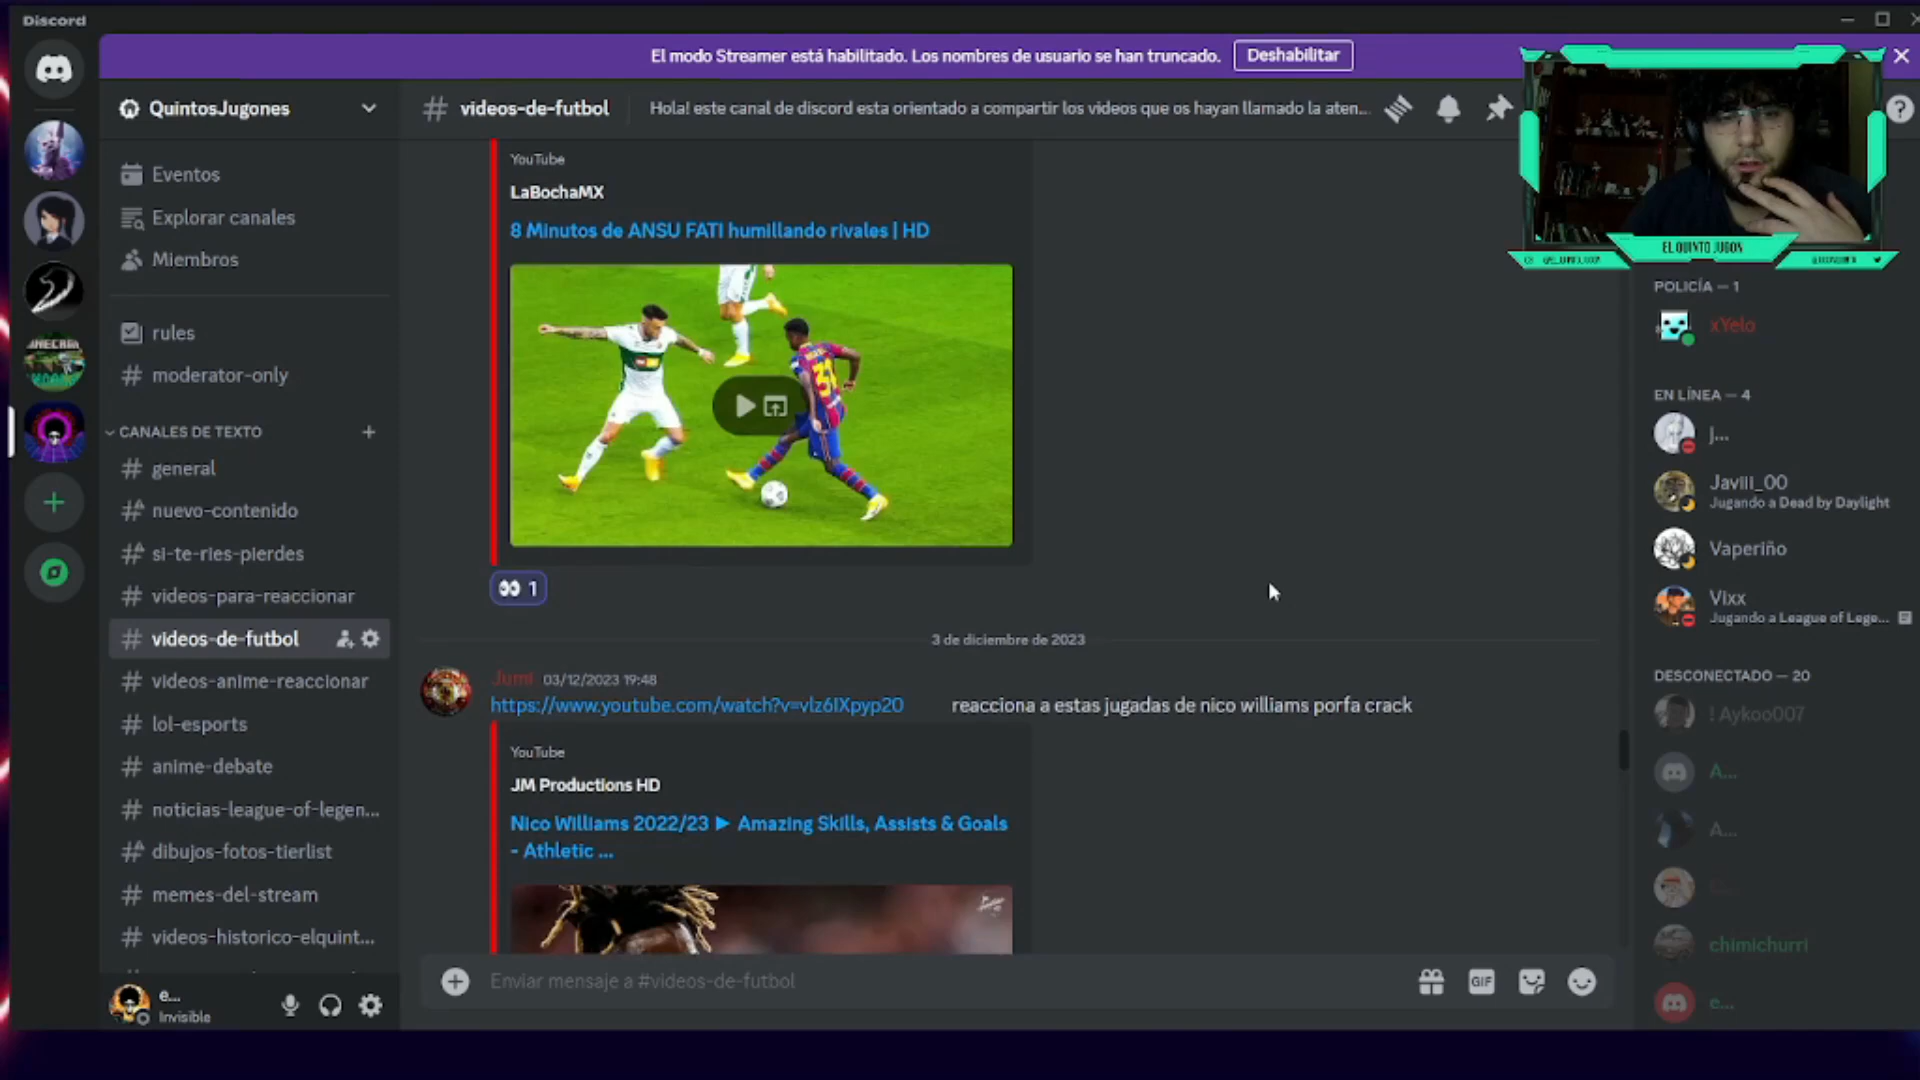 Discord
El modo Streamer está habilitado. Los nombres de usuario se han truncado.
Deshabilitar
QuintosJugones
videos-de-futbol
Hola! este canal de discord esta orientado a compartir los videos que os hayan llamado la aten...
Eventos
Explorar canales
Miembros
rules
moderator-only
CANALES DE TEXTO
general
nuevo-contenido
si-te-ries-pierdes
videos-para-reaccionar
videos-de-futbol
videos-anime-reaccionar
lol-esports
anime-debate
noticias-league-of-legen...
dibujos-fotos-tierlist
memes-del-stream
videos-historico-elquint...
e...
Invisible
YouTube
LaBochaMX
8 Minutos de ANSU FATI humillando rivales | HD
31
1
3 de diciembre de 2023
Jumi 03/12/2023 19:48
https://www.youtube.com/watch?v=vlz6IXpyp20 reacciona a estas jugadas de nico williams porfa crack
YouTube
JM Productions HD
Nico Williams 2022/23 ► Amazing Skills, Assists & Goals
- Athletic ...
Enviar mensaje a #videos-de-futbol
GIF
EL QUINTO JUGON
POLICÍA — 1
xYelo
EN LÍNEA — 4
J...
Javiii_00
Jugando a Dead by Daylight
Vaperiño
Vixx
Jugando a League of Lege...
DESCONECTADO — 20
! Aykoo007
A...
A...
chimichurri
e...